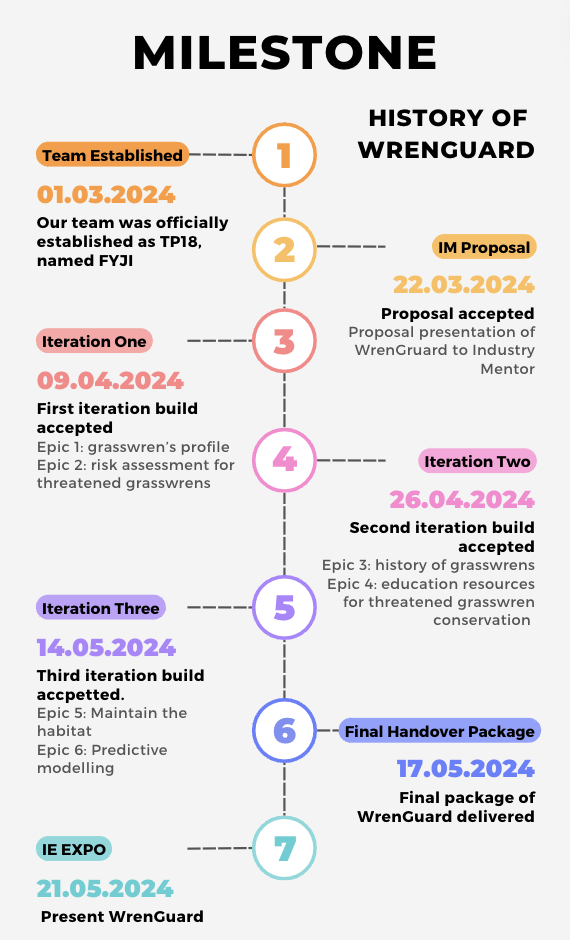 MILESTONE
HISTORY OF
WRENGUARD
Team Established
1
01.03.2024
Our team was officially
established as TP18,
named FYJI
2
IM Proposal
22.03.2024
Proposal accepted
Proposal presentation of
WrenGruard to Industry
Mentor
Iteration One
3
09.04.2024
First iteration build
accepted
Epic 1: grasswren's profile
Epic 2: risk assessment for
threatened grasswrens
4
Iteration Two
26.04.2024
Second iteration build
accepted
Epic 3: history of grasswrens
Epic 4: education resources
for threatened grasswren
conservation
Iteration Three
5
14.05.2024
Third iteration build
accpetted.
Epic 5: Maintain the
habitat
Epic 6: Predictive
modelling
6
Final Handover Package
17.05.2024
Final package of
WrenGuard delivered
IE EXPO
7
21.05.2024
Present WrenGuard